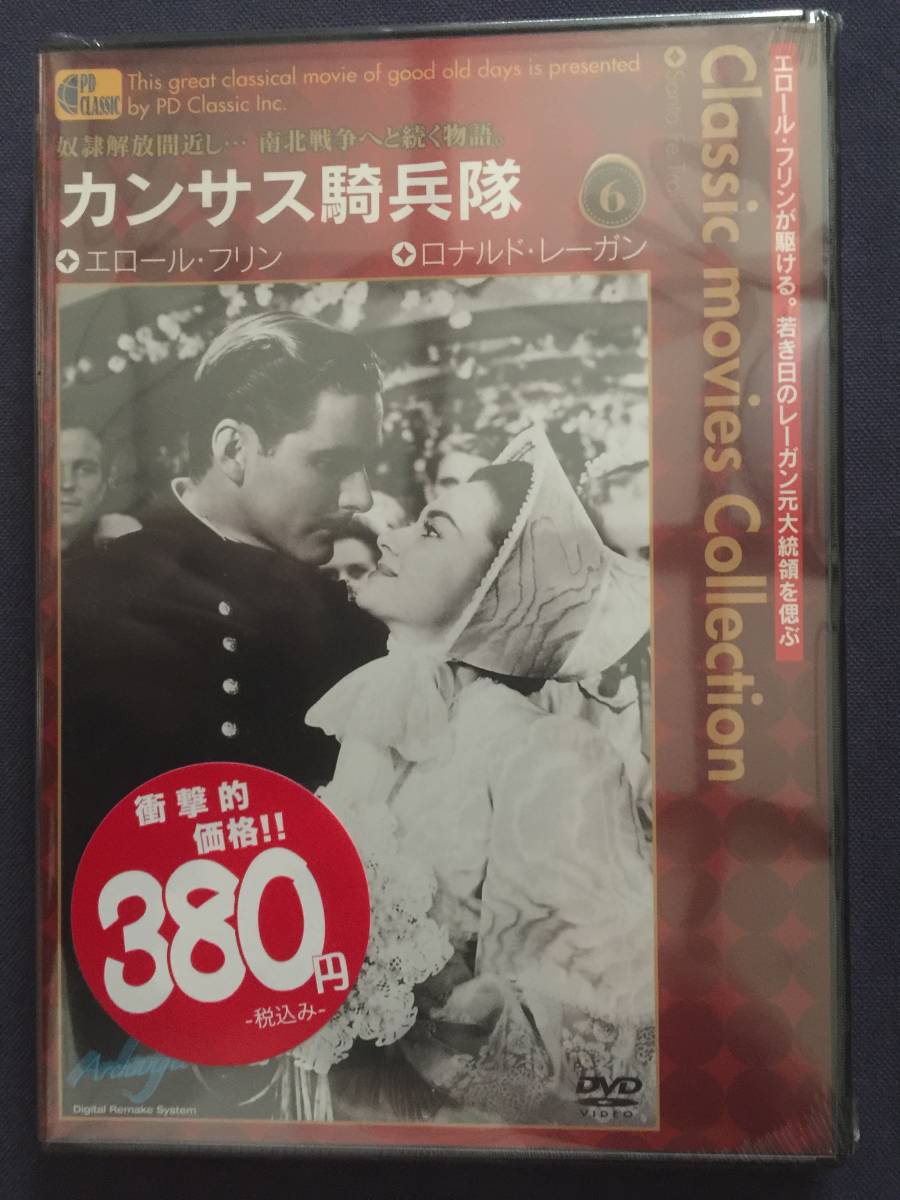 PD
CLASSIC
This great classical movie of good old days is presented
by PD Classic Inc.
奴隷解放間近し… 南北戦争へと続く物語。
カンサス騎兵隊
6
エロール・フリン
ロナルド・レーガン
Classic movies Collection
Santa Fe Trail
エロール・フリンが駆ける。若き日のレーガン元大統領を偲ぶ
衝撃的
価格!!
380円
-税込み-
Digital Remake System
DVD
VIDEO